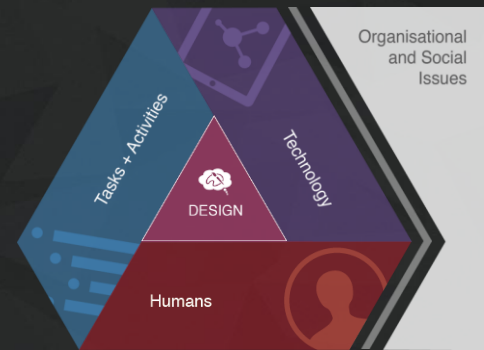 Organisational
and Social
Issues
Tasks + Activities
Technology
DESIGN
Humans